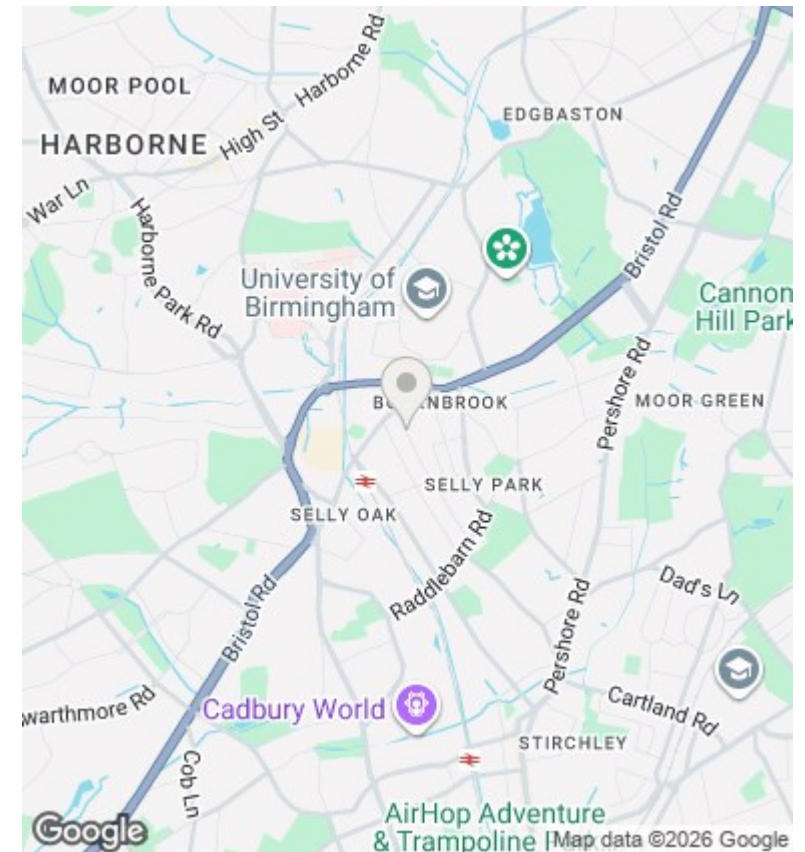 Harborne Rd
MOOR POOL
EDGBASTON
High St
HARBORNE
War Ln
Harborne Park Rd
Bristol Rd
University of
Birmingham
Cannon
Hill Park
Pershore Rd
MOOR GREEN
SELLY PARK
SELLY OAK
Raddlebarn Rd
Dad's Ln
Bristol Rd
Pershore Rd
warthmore Rd
Cadbury World
Cartland Rd
STIRCHLEY
Cob Ln
AirHop Adventure
& Trampoline
Google
Map data ©2026 Google